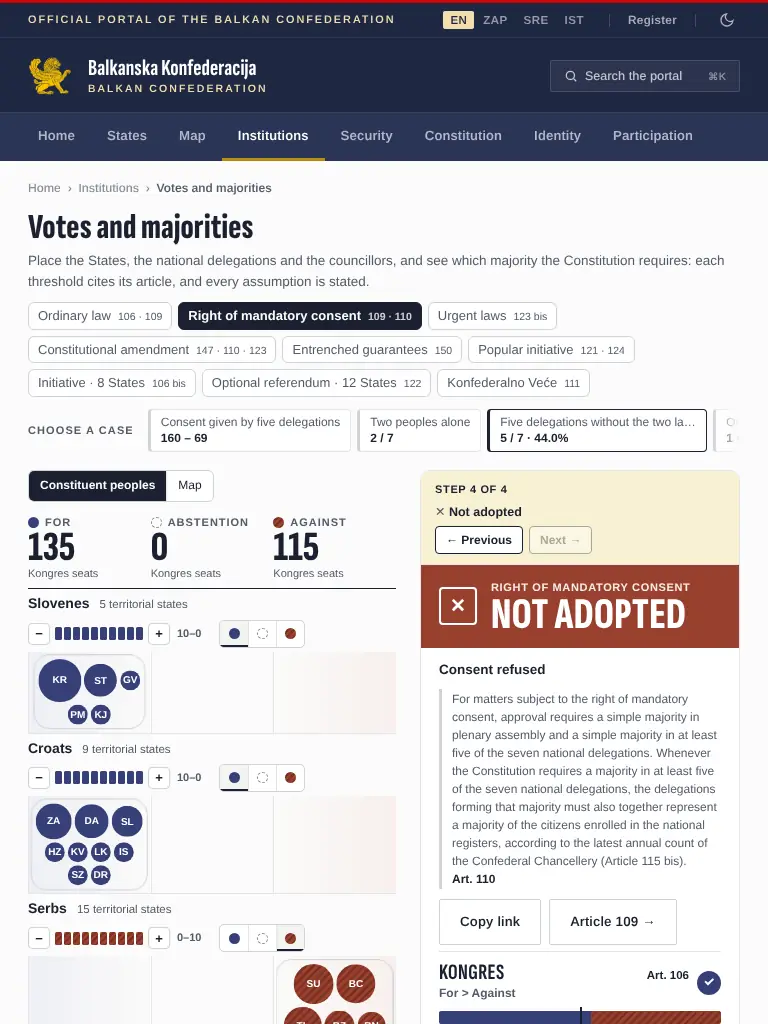 OFFICIAL PORTAL OF THE BALKAN CONFEDERATION
EN ZAP SRE IST Register
Balkanska Konfederacija
BALKAN CONFEDERATION
Search the portal ⌘K
Home States Map Institutions Security Constitution Identity Participation
Home › Institutions › Votes and majorities
Votes and majorities
Place the States, the national delegations and the councillors, and see which majority the Constitution requires: each
threshold cites its article, and every assumption is stated.
Ordinary law 106 · 109 Right of mandatory consent 109 · 110 Urgent laws 123 bis
Constitutional amendment 147 · 110 · 123 Entrenched guarantees 150 Popular initiative 121 · 124
Initiative · 8 States 106 bis Optional referendum · 12 States 122 Konfederalno Veće 111
CHOOSE A CASE
Consent given by five delegations
160 – 69
Two peoples alone
2 / 7
Five delegations without the two la…
5 / 7 · 44.0%
Constituent peoples Map
FOR ABSTENTION AGAINST
135 0 115
Kongres seats Kongres seats Kongres seats
Slovenes 5 territorial states
− + 10–0
KR ST GV
PM KJ
Croats 9 territorial states
− + 10–0
ZA DA SL
HZ KV LK IS
SZ DR
Serbs 15 territorial states
− + 0–10
SU BC
STEP 4 OF 4
✕ Not adopted
← Previous Next →
✕
RIGHT OF MANDATORY CONSENT
NOT ADOPTED
Consent refused
For matters subject to the right of mandatory
consent, approval requires a simple majority in
plenary assembly and a simple majority in at least
five of the seven national delegations. Whenever
the Constitution requires a majority in at least five
of the seven national delegations, the delegations
forming that majority must also together represent
a majority of the citizens enrolled in the national
registers, according to the latest annual count of
the Confederal Chancellery (Article 115 bis).
Art. 110
Copy link Article 109 →
KONGRES Art. 106
For > Against